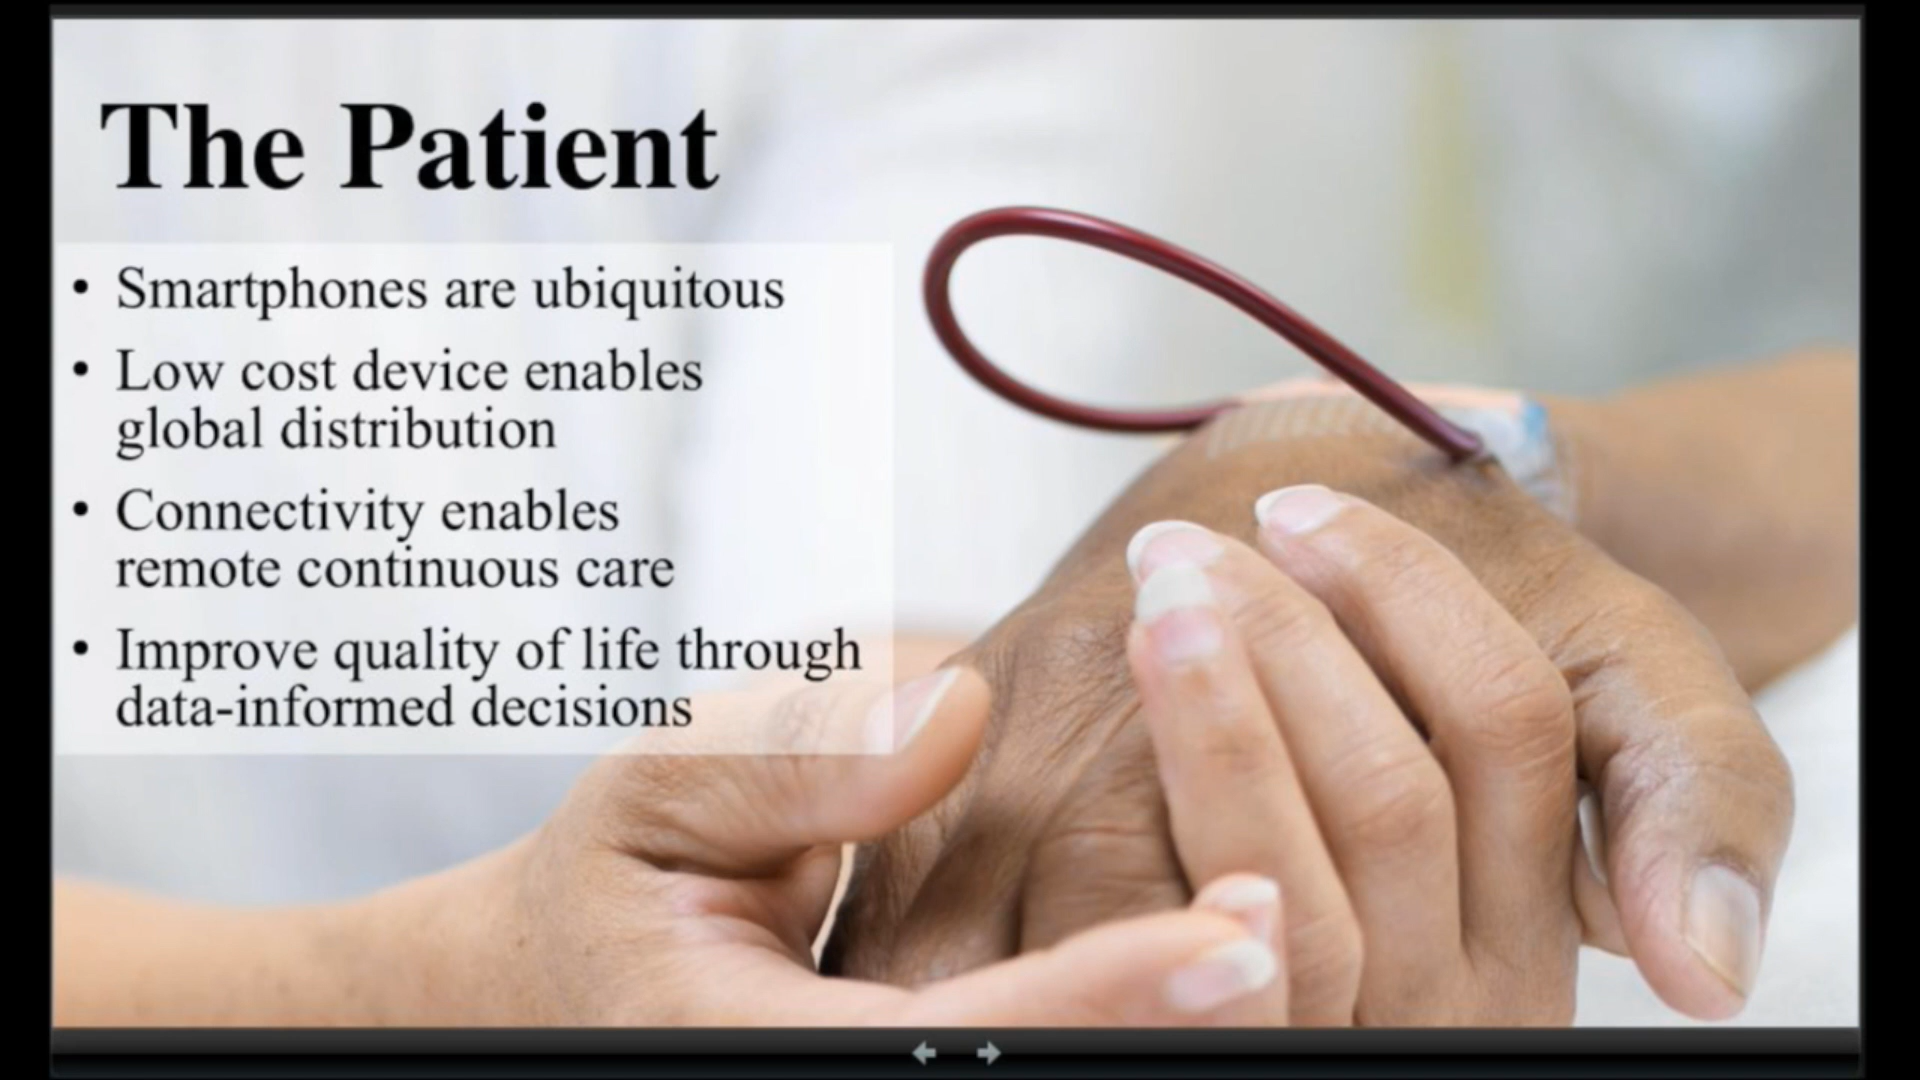 The Patient
• Smartphones are ubiquitous
• Low cost device enables
global distribution
• Connectivity enables
remote continuous care
• Improve quality of life through
data-informed decisions